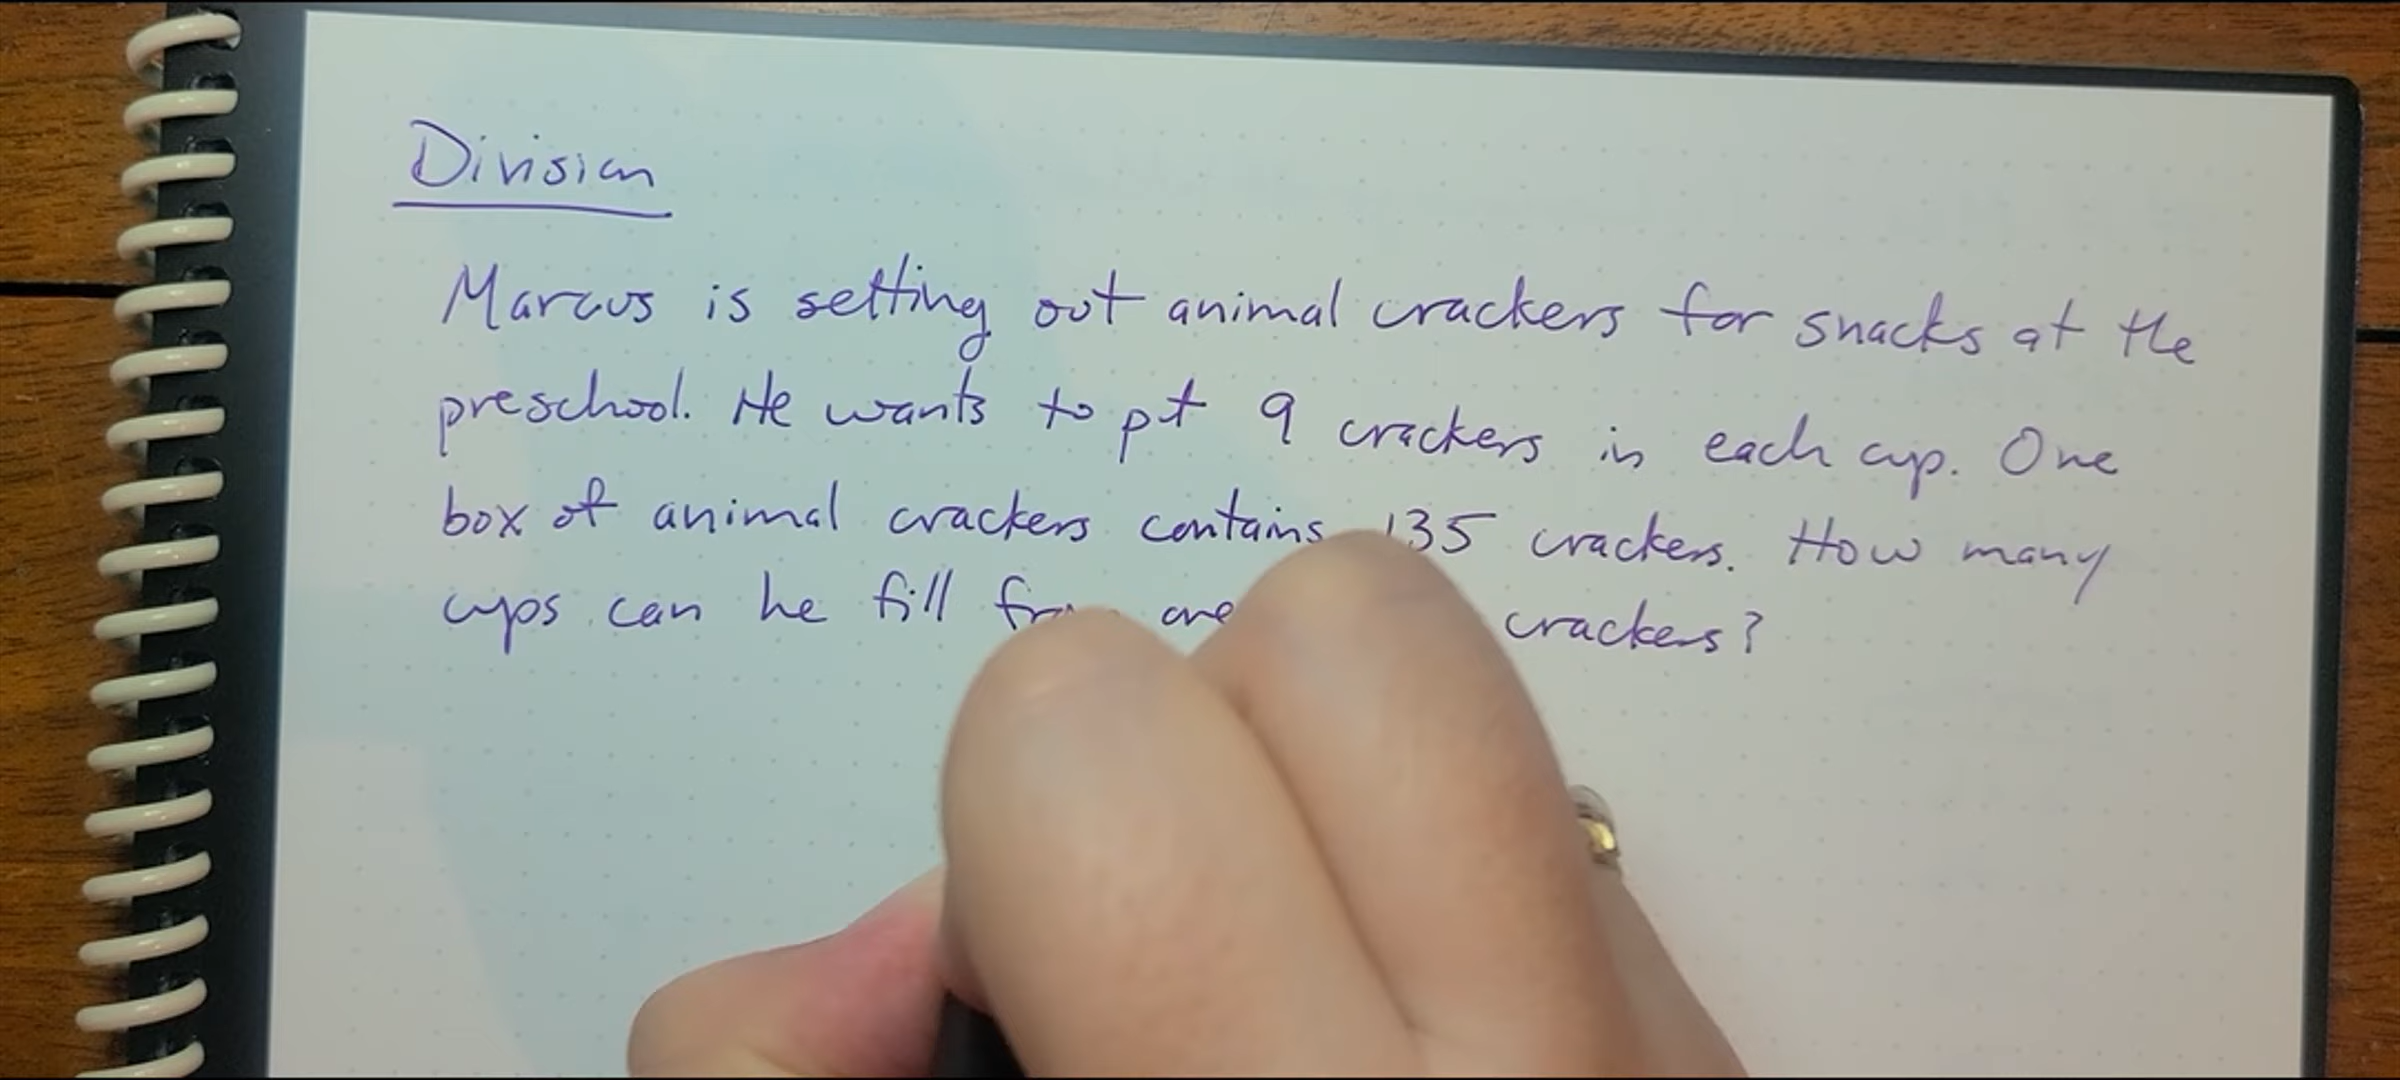 Division
Marcus is setting out animal crackers for snacks at the
preschool. He wants to put 9 crackers in each cup. One
box of animal crackers contains 135 crackers. How many
cups can he fill one crackers?